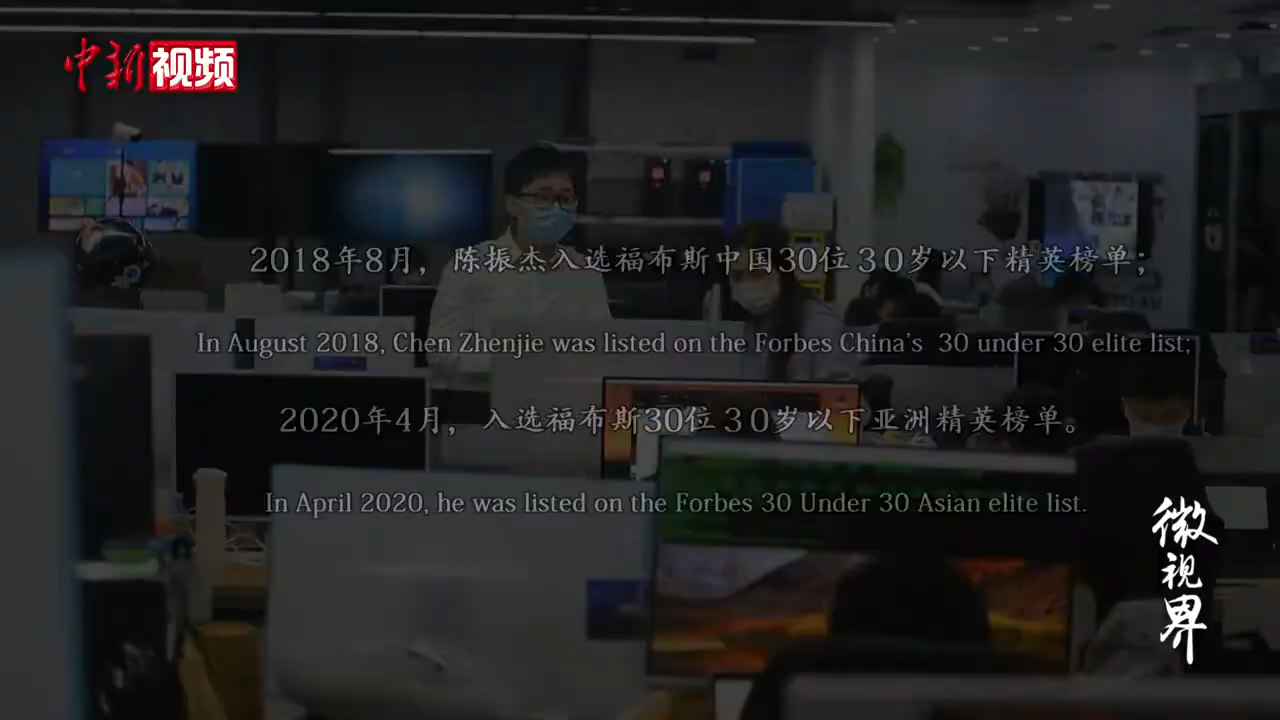 中新视频
2018年8月，陈振杰入选福布斯中国30位30岁以下精英榜单；
In August 2018, Chen Zhenjie was listed on the Forbes China's 30 under 30 elite list;
2020年4月，入选福布斯30位30岁以下亚洲精英榜单。
In April 2020, he was listed on the Forbes 30 Under 30 Asian elite list.
微视界